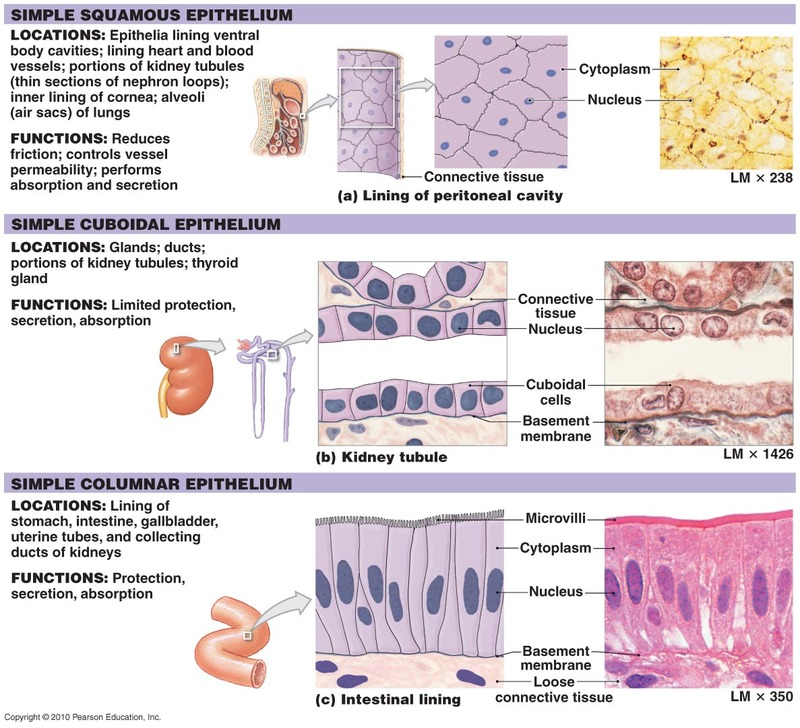 SIMPLE SQUAMOUS EPITHELIUM
LOCATIONS: Epithelia lining ventral
body cavities; lining heart and blood
vessels; portions of kidney tubules
(thin sections of nephron loops);
inner lining of cornea; alveoli
(air sacs) of lungs
FUNCTIONS: Reduces
friction; controls vessel
permeability; performs
absorption and secretion
Cytoplasm
Nucleus
Connective tissue
(a) Lining of peritoneal cavity
LM × 238
SIMPLE CUBOIDAL EPITHELIUM
LOCATIONS: Glands; ducts;
portions of kidney tubules; thyroid
gland
FUNCTIONS: Limited protection,
secretion, absorption
Connective
tissue
Nucleus
Cuboidal
cells
Basement
membrane
(b) Kidney tubule
LM × 1426
SIMPLE COLUMNAR EPITHELIUM
LOCATIONS: Lining of
stomach, intestine, gallbladder,
uterine tubes, and collecting
ducts of kidneys
FUNCTIONS: Protection,
secretion, absorption
Microvilli
Cytoplasm
Nucleus
Basement
membrane
Loose
connective tissue
(c) Intestinal lining
LM × 350
Copyright © 2010 Pearson Education, Inc.